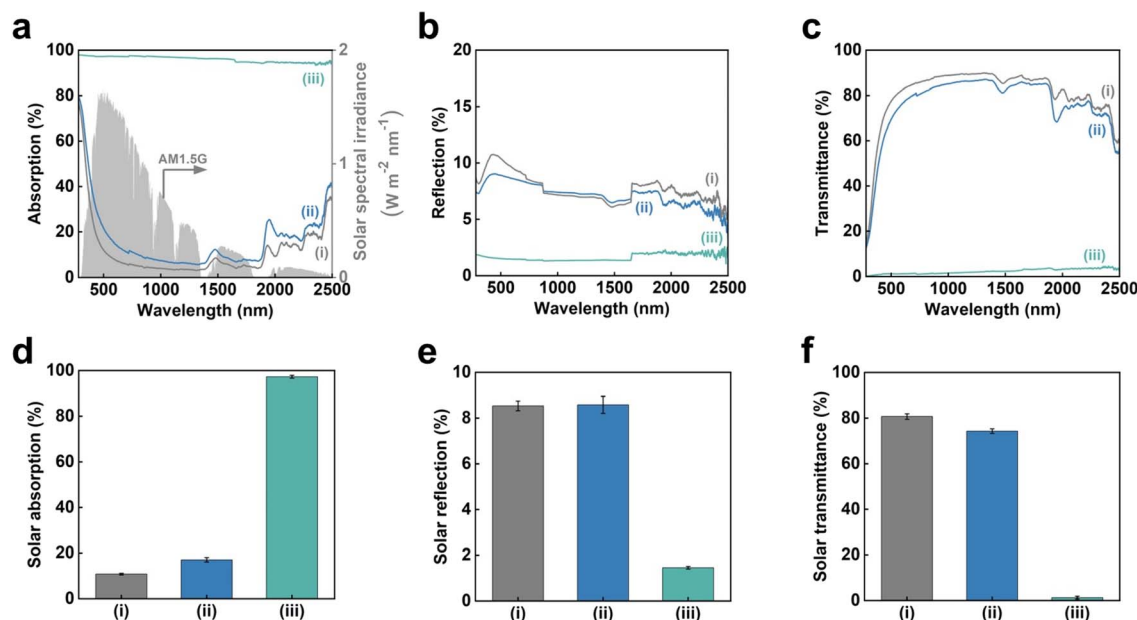 a
b
c
100
80
60
40
20
0
Absorption (%)
500 1000 1500 2000 2500
Wavelength (nm)
2
1
0
Solar spectral irradiance
(W m-2 nm-1)
AM1.5G
(iii)
(ii)
(i)
20
15
10
5
0
Reflection (%)
500 1000 1500 2000 2500
Wavelength (nm)
(i)
(ii)
(iii)
100
80
60
40
20
0
Transmittance (%)
500 1000 1500 2000 2500
Wavelength (nm)
(i)
(ii)
(iii)
d
e
f
100
80
60
40
20
0
Solar absorption (%)
(i) (ii) (iii)
10
8
6
4
2
0
Solar reflection (%)
(i) (ii) (iii)
100
80
60
40
20
0
Solar transmittance (%)
(i) (ii) (iii)